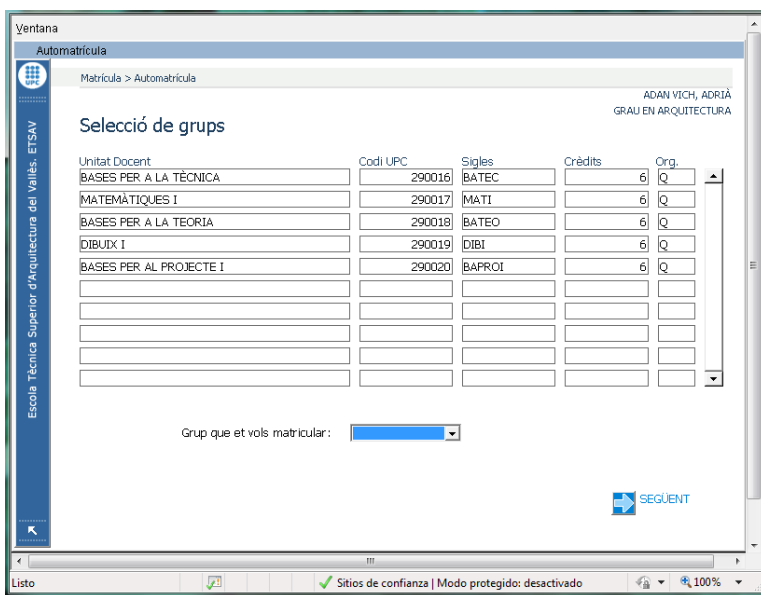 Ventana
Automatrícula
UPC
Matrícula > Automatrícula
ADAN VICH, ADRIÀ
GRAU EN ARQUITECTURA
Escola Tècnica Superior d'Arquitectura del Vallès. ETSAV
Selecció de grups
Unitat Docent Codi UPC Sigles Crèdits Org.
BASES PER A LA TÈCNICA 290016 BATEC 6 Q
MATEMÀTIQUES I 290017 MATI 6 Q
BASES PER A LA TEORIA 290018 BATEO 6 Q
DIBUIX I 290019 DIBI 6 Q
BASES PER AL PROJECTE I 290020 BAPROI 6 Q
Grup que et vols matricular:
SEGÜENT
Listo Sitios de confianza | Modo protegido: desactivado 100%